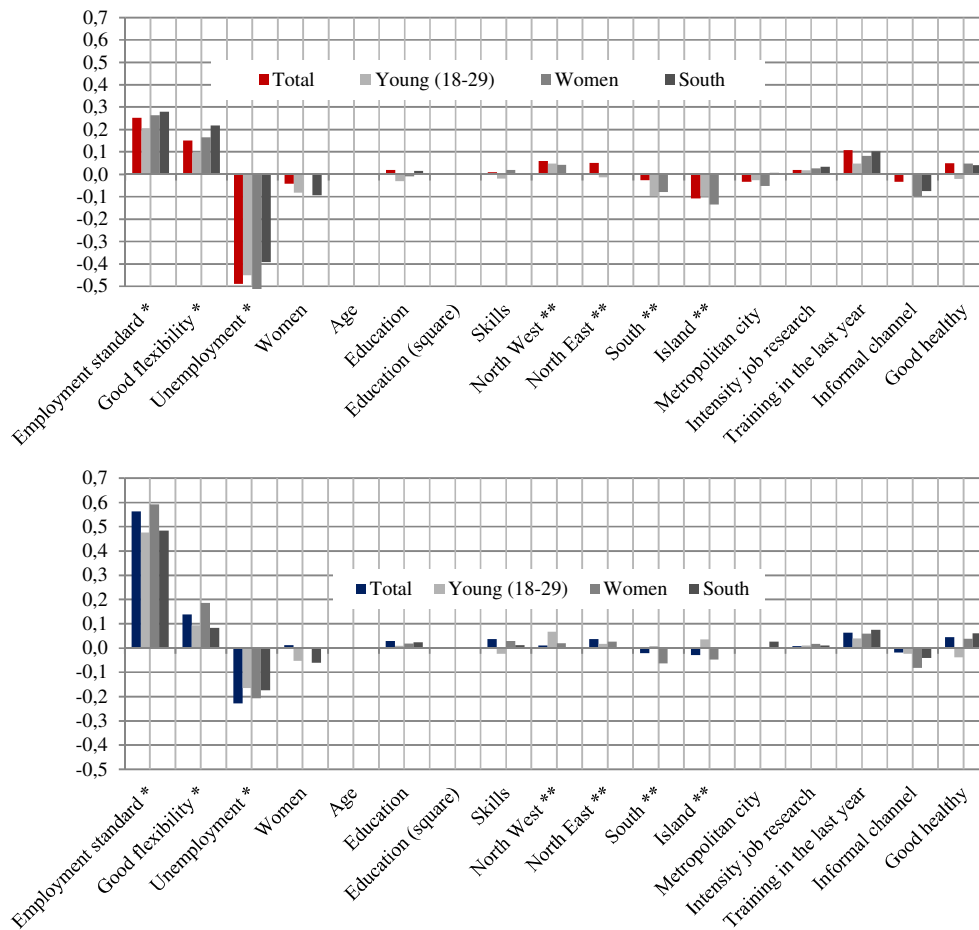 0,7
0,6
0,5
Total Young (18-29) Women South
0,4
0,3
0,2
0,1
0,0
-0,1
-0,2
-0,3
-0,4
-0,5
Employment standard *
Good flexibility *
Unemployment *
Women
Age
Education
Education (square)
Skills
North West **
North East **
South **
Island **
Metropolitan city
Intensity job research
Training in the last year
Informal channel
Good healthy
0,7
0,6
0,5
0,4
0,3
Total Young (18-29) Women South
0,2
0,1
0,0
-0,1
-0,2
-0,3
-0,4
-0,5
Employment standard *
Good flexibility *
Unemployment *
Women
Age
Education
Education (square)
Skills
North West **
North East **
South **
Island **
Metropolitan city
Intensity job research
Training in the last year
Informal channel
Good healthy